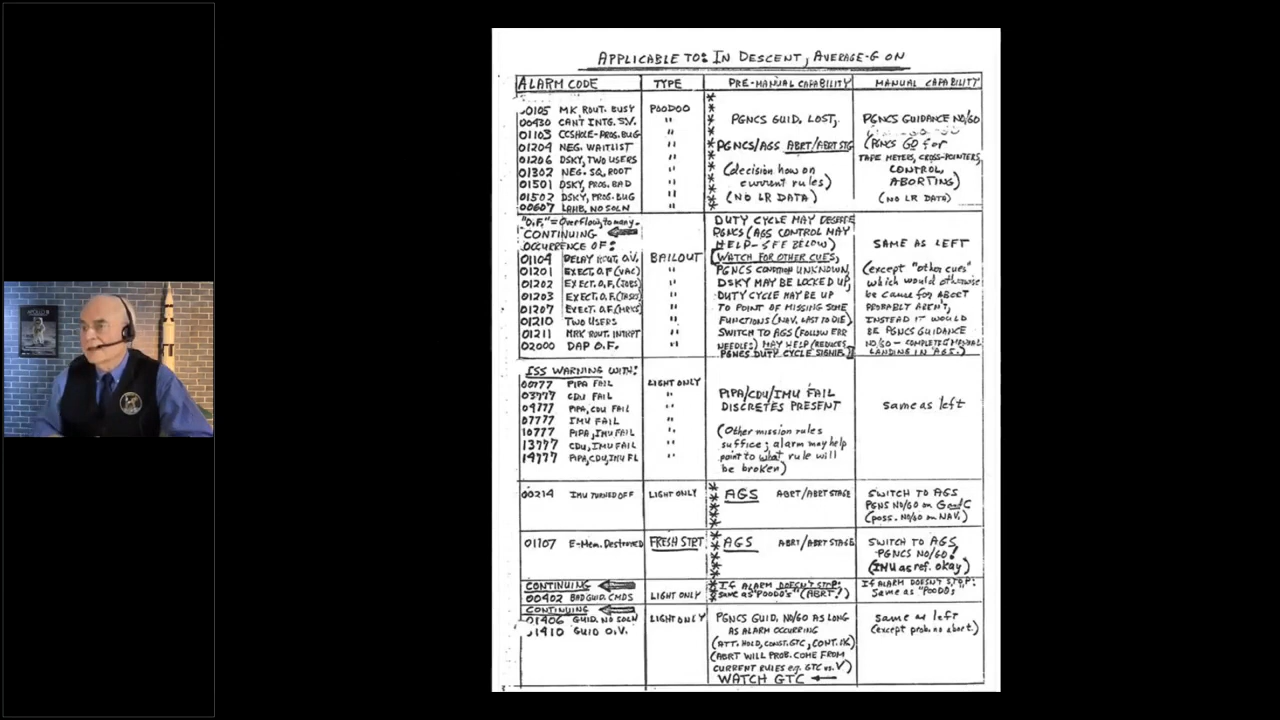 APPLICABLE TO: IN DESCENT, AVERAGE-G ON
ALARM CODE TYPE PRE-MANUAL CAPABILITY MANUAL CAPABILITY
00105 MK. ROUT. BUSY POODOO
00430 CAN'T INTG. S.V. " PGNCS GUID. LOST, PGNCS GUIDANCE NO/GO
01103 CCSHOLE-PROG. BUG "
01204 NEG. WAITLIST " PGNCS/AGS ABRT/ABRT STG (PGNCS GO for
01206 DSKY, TWO USERS " TAPE METERS, CROSS-POINTERS,
01302 NEG. SQ. ROOT " (decision how on CONTROL,
01501 DSKY, PROG. BAD " current rules) ABORTING)
01502 DSKY, PROG. BUG " (NO LR DATA) (NO LR DATA)
00607 LAMB, NO SOLN "
"O.F."= Overflow, to many. DUTY CYCLE MAY
CONTINUING PGNCS (AGS CONTROL MAY
OCCURRENCE OF: HELP-SEE BELOW) SAME AS LEFT
01104 DELAY ROUT. O.V. BAILOUT WATCH FOR OTHER CUES,
01201 EXECT. O.F. (VAC) " PGNCS CONDITION UNKNOWN, (except "other cues"
01202 EXECT. O.F. (JOBS) " DSKY MAY BE LOCKED UP, which would otherwise
01203 EXECT. O.F. (TASKS) " DUTY CYCLE MAY BE UP be cause for ABORT
01207 EXECT. O.F. (MRKS) " TO POINT OF MISSING SOME PROBABLY AREN'T,
01210 TWO USERS " FUNCTIONS (NAV. LAST TO DIE) INSTEAD IT WOULD
01211 MRK ROUT. INTRPT " SWITCH TO AGS (FOLLOW ERR BE PGNCS GUIDANCE
02000 DAP O.F. " NEEDLES) MAY HELP (REDUCES NO/GO - COMPLETE MANUAL
PGNCS DUTY CYCLE SIGNIF.) LANDING IN AGS.)
ISS WARNING WITH:
00777 PIPA FAIL LIGHT ONLY
03777 CDU FAIL " PIPA/CDU/IMU FAIL
04777 PIPA, CDU FAIL " DISCRETES PRESENT same as left
07777 IMU FAIL "
10777 PIPA, IMU FAIL " (Other mission rules
13777 CDU, IMU FAIL " suffice; alarm may help
14777 PIPA, CDU, IMU FL " point to what rule will
be broken)
00214 IMU TURNED OFF LIGHT ONLY AGS ABRT/ABRT STAGE SWITCH TO AGS
PGNS NO/GO on G and C
(poss. NO/GO on NAV.)
01107 E-Mem. Destroyed FRESH STRT AGS ABRT/ABRT STAGE SWITCH TO AGS
PGNCS NO/GO!
(IMU as ref. okay)
CONTINUING If ALARM DOESN'T STOP: If ALARM DOESN'T STOP:
00402 BAD GUID. CMDS LIGHT ONLY same as "POODO'S" (ABRT!) Same as "POODO'S"
CONTINUING
01406 GUID. NO SOLN LIGHT ONLY PGNCS GUID. NO/GO AS LONG same as left
01410 GUID O.V. AS ALARM OCCURRING (except prob. no abort)
(ATT. HOLD, CONST. GTC,
(ABRT WILL PROB. COME FROM
CURRENT RULES e.g. GTC vs. V)
WATCH GTC